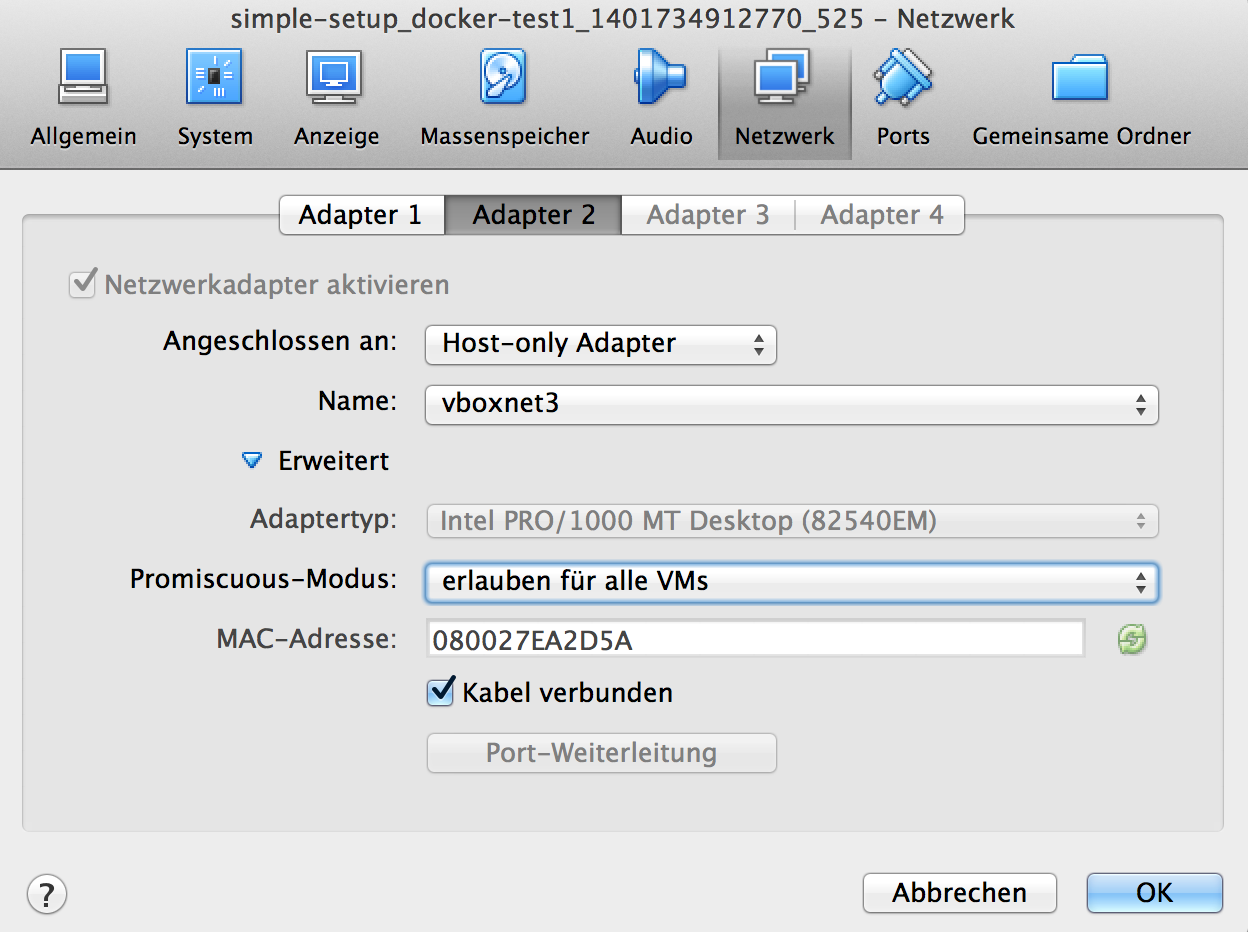 simple-setup_docker-test1_1401734912770_525 – Netzwerk
Allgemein System Anzeige Massenspeicher Audio Netzwerk Ports Gemeinsame Ordner
Adapter 1 Adapter 2 Adapter 3 Adapter 4
Netzwerkadapter aktivieren
Angeschlossen an: Host-only Adapter
Name: vboxnet3
Erweitert
Adaptertyp: Intel PRO/1000 MT Desktop (82540EM)
Promiscuous-Modus: erlauben für alle VMs
MAC-Adresse: 080027EA2D5A
Kabel verbunden
Port-Weiterleitung
? Abbrechen OK